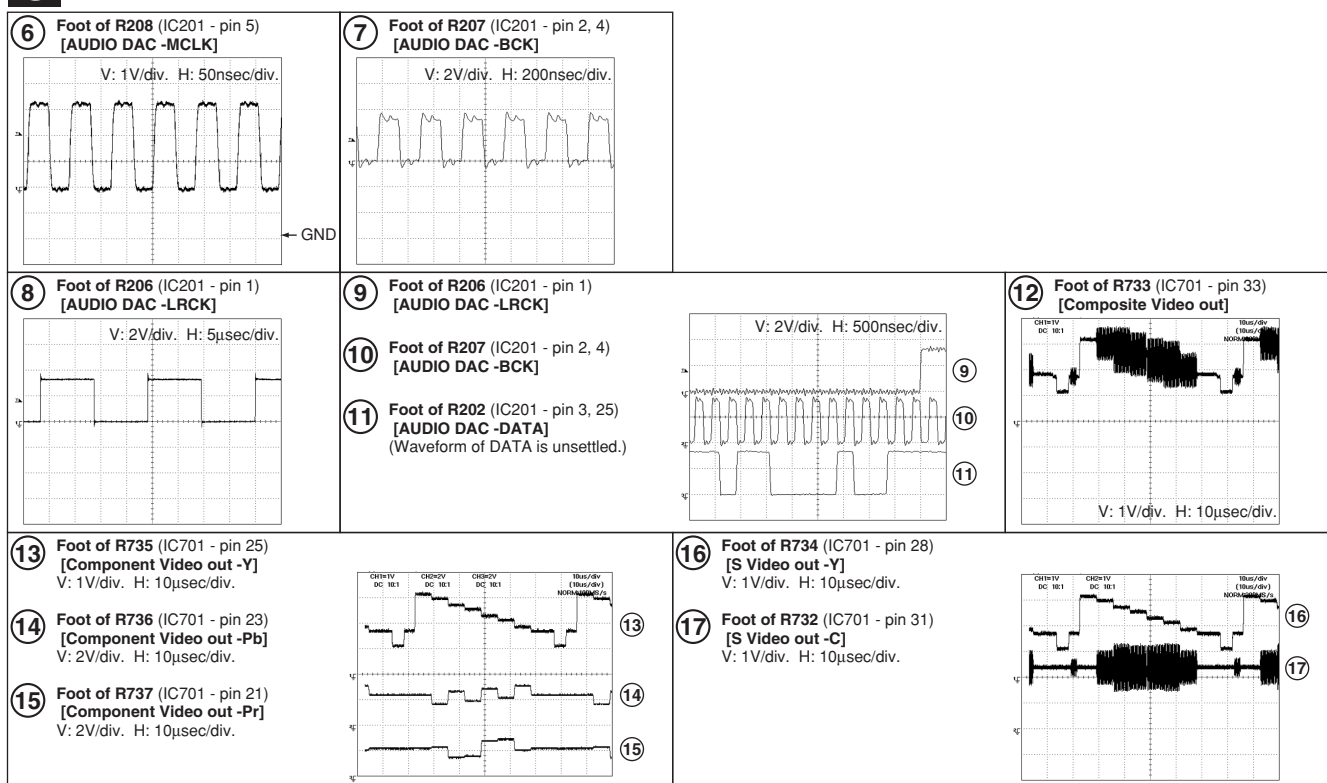 6 Foot of R208 (IC201 - pin 5)
[AUDIO DAC -MCLK]
V: 1V/div. H: 50nsec/div.
GND
7 Foot of R207 (IC201 - pin 2, 4)
[AUDIO DAC -BCK]
V: 2V/div. H: 200nsec/div.
8 Foot of R206 (IC201 - pin 1)
[AUDIO DAC -LRCK]
V: 2V/div. H: 5μsec/div.
9 Foot of R206 (IC201 - pin 1)
[AUDIO DAC -LRCK]
10 Foot of R207 (IC201 - pin 2, 4)
[AUDIO DAC -BCK]
11 Foot of R202 (IC201 - pin 3, 25)
[AUDIO DAC -DATA]
(Waveform of DATA is unsettled.)
V: 2V/div. H: 500nsec/div.
9
10
11
12 Foot of R733 (IC701 - pin 33)
[Composite Video out]
CH1=1V 10us/div
DC 10:1 (10us/div)
V: 1V/div. H: 10μsec/div.
13 Foot of R735 (IC701 - pin 25)
[Component Video out -Y]
V: 1V/div. H: 10μsec/div.
14 Foot of R736 (IC701 - pin 23)
[Component Video out -Pb]
V: 2V/div. H: 10μsec/div.
15 Foot of R737 (IC701 - pin 21)
[Component Video out -Pr]
V: 2V/div. H: 10μsec/div.
CH1=1V CH2=2V CH3=2V 10us/div
DC 10:1 DC 10:1 DC 10:1 (10us/div)
13
14
15
16 Foot of R734 (IC701 - pin 28)
[S Video out -Y]
V: 1V/div. H: 10μsec/div.
17 Foot of R732 (IC701 - pin 31)
[S Video out -C]
V: 1V/div. H: 10μsec/div.
CH1=1V CH2=1V 10us/div
DC 10:1 DC 10:1 (10us/div)
16
17